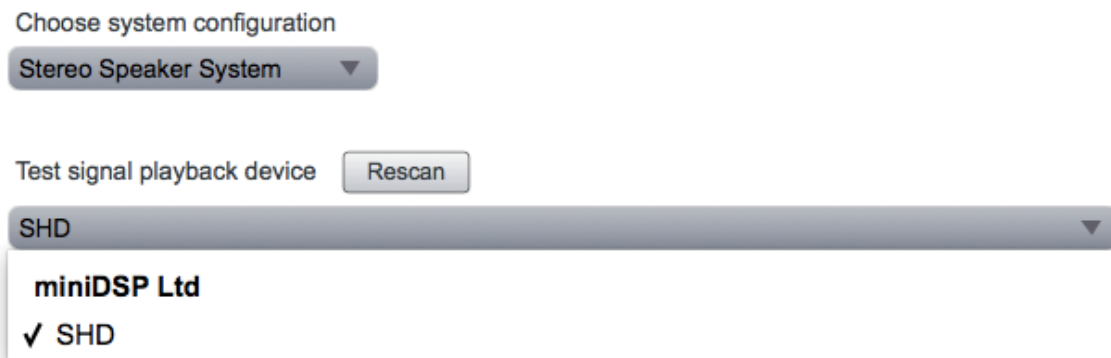 Choose system configuration
Stereo Speaker System
Test signal playback device Rescan
SHD
miniDSP Ltd
✓ SHD